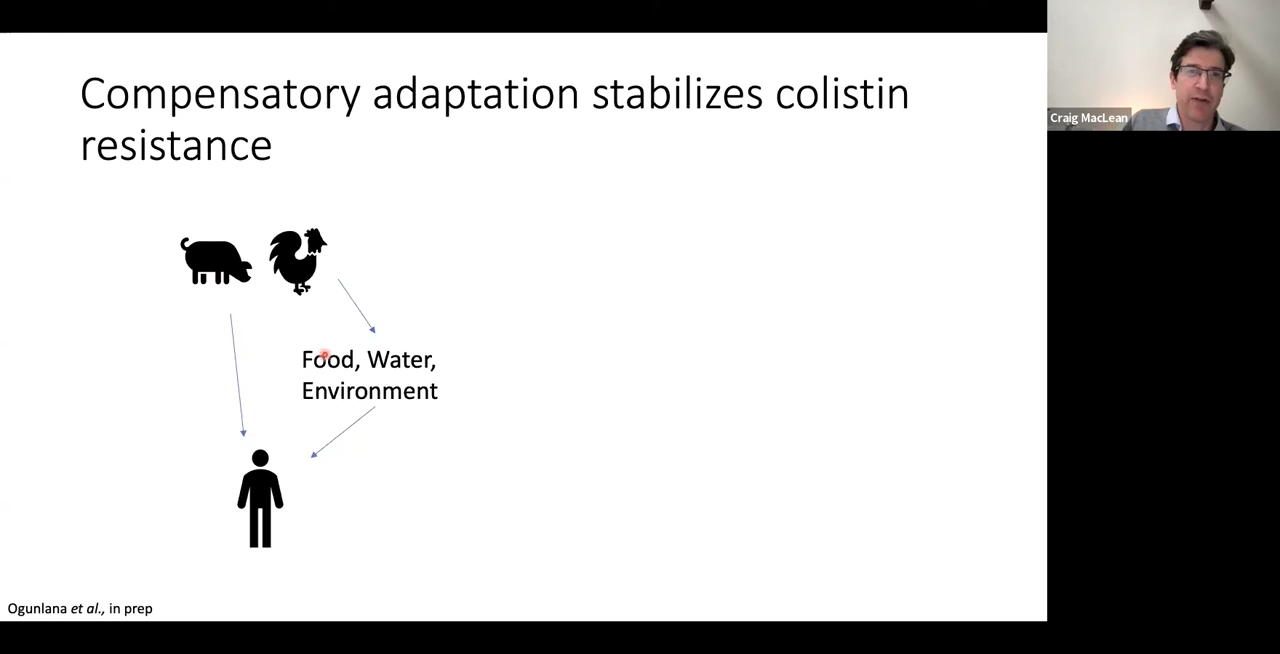 Compensatory adaptation stabilizes colistin
resistance
Craig MacLean
Food, Water,
Environment
Ogunlana et al., in prep